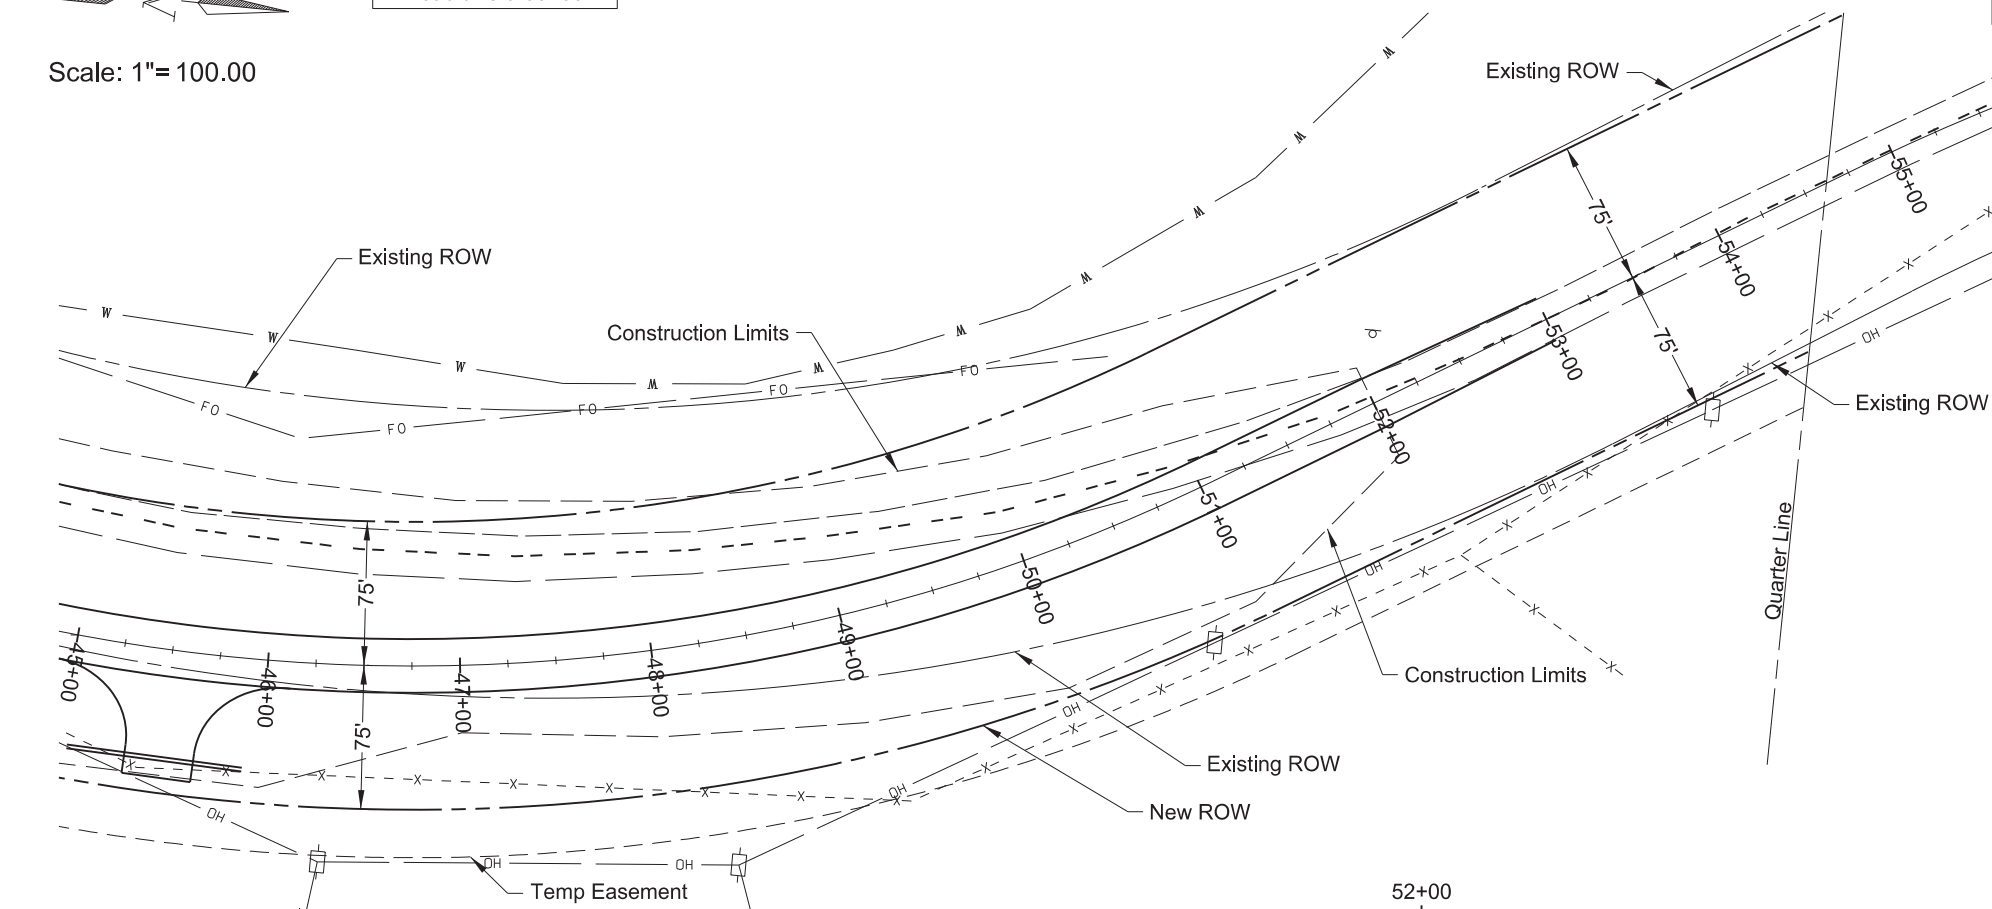 Scale: 1"= 100.00
Existing ROW
W
W
Existing ROW
75'
55+00
54+00
W
W
W
Construction Limits
W
W
W
W
W
W
FO
FO
FO
FO
FO
53+00
75'
X
X
X
X
OH
Existing ROW
52+00
X
OH
X
51+00
X
X
OH
X
X
X
Quarter Line
75'
50+00
49+00
48+00
47+00
46+00
45+00
X
X
X
X
OH
Construction Limits
Existing ROW
New ROW
75'
X
X
X
X
X
X
X
X
X
OH
OH
OH
OH
Temp Easement
52+00